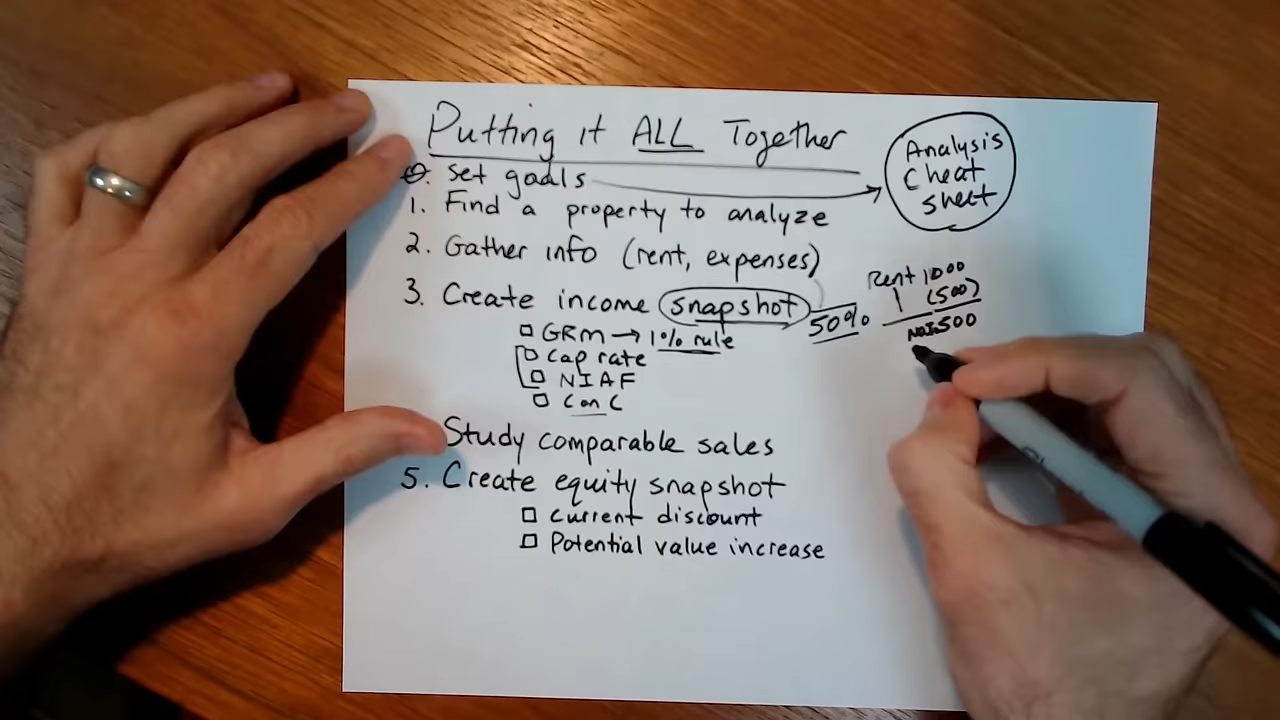 Putting it ALL Together
0. Set goals
Analysis
Cheat
Sheet
1. Find a property to analyze
2. Gather info (rent, expenses)
3. Create income snapshot
50%
Rent 1000
(500)
N.O.I. 500
GRM → 1% rule
Cap rate
NIAF
C on C
Study comparable sales
5. Create equity snapshot
Current discount
Potential value increase